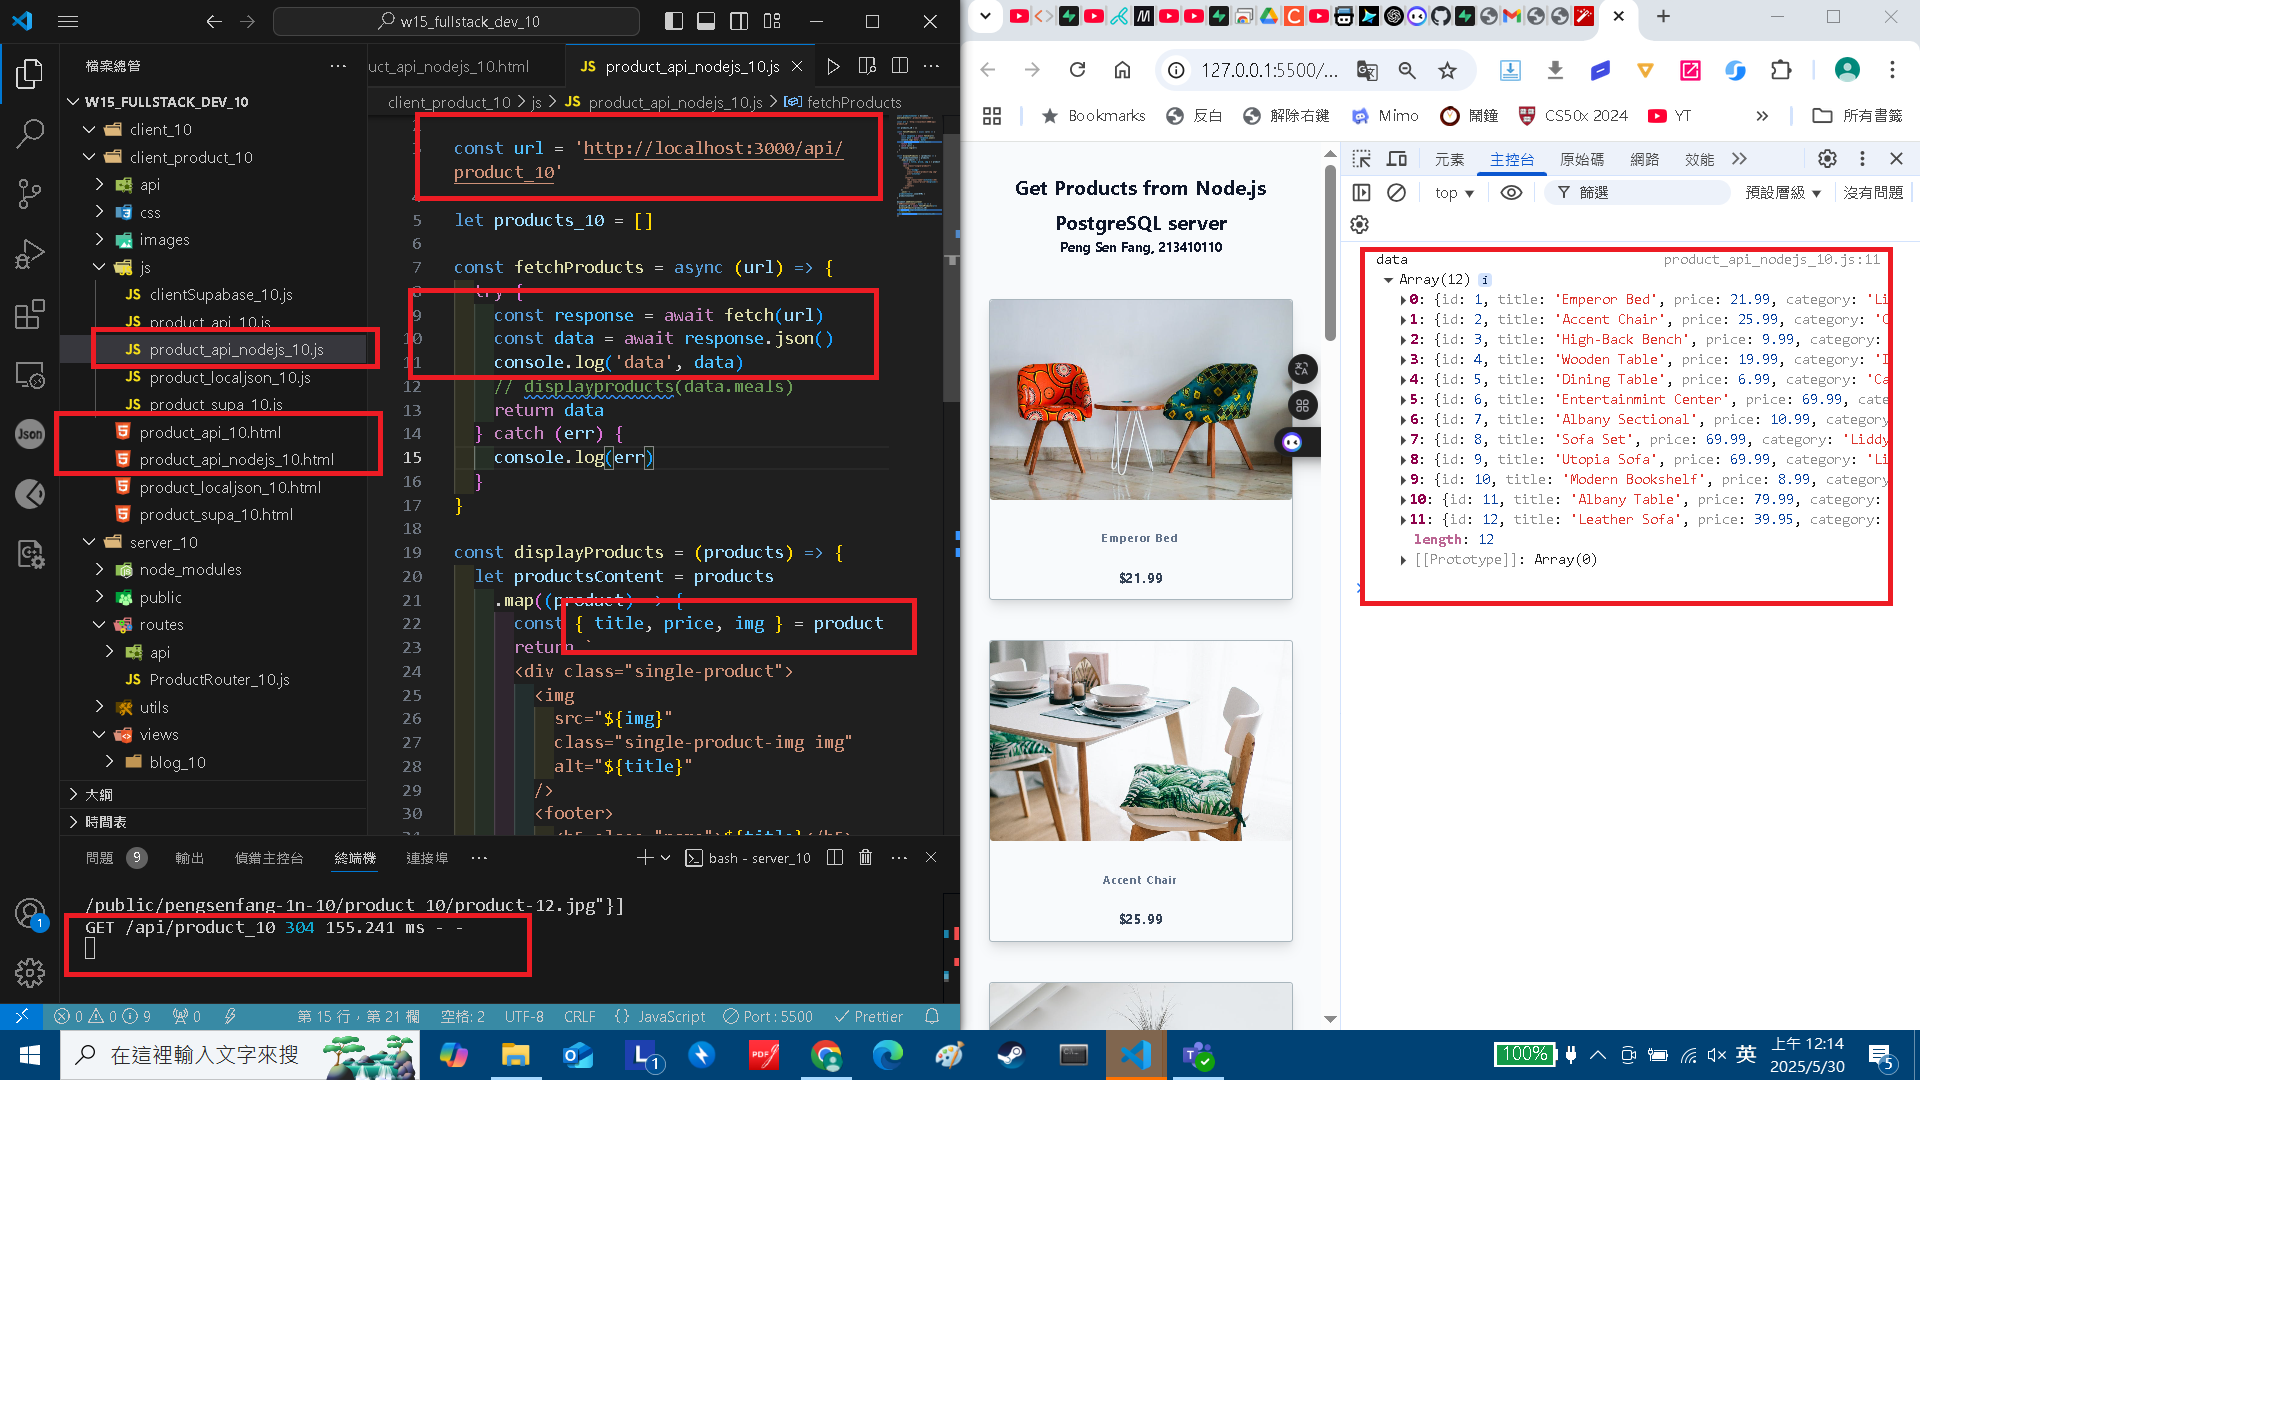 w15_fullstack_dev_10
檔案總管
W15_FULLSTACK_DEV_10
client_10
client_product_10
api
css
images
js
clientSupabase_10.js
product_api_10.js
product_api_nodejs_10.js
product_localjson_10.js
product_supa_10.js
product_api_10.html
product_api_nodejs_10.html
product_localjson_10.html
product_supa_10.html
server_10
node_modules
public
routes
api
ProductRouter_10.js
utils
views
blog_10
大綱
時間表
uct_api_nodejs_10.html
JS product_api_nodejs_10.js
client_product_10 > js > JS product_api_nodejs_10.js > fetchProducts
const url = 'http://localhost:3000/api/
product_10'
4
5 let products_10 = []
6
7 const fetchProducts = async (url) => {
8 try {
9 const response = await fetch(url)
10 const data = await response.json()
11 console.log('data', data)
12 // displayproducts(data.meals)
13 return data
14 } catch (err) {
15 console.log(err)
16 }
17 }
18
19 const displayProducts = (products) => {
20 let productsContent = products
21 .map((product) => {
22 const { title, price, img } = product
23 return `
24 <div class="single-product">
25 <img
26 src="${img}"
27 class="single-product-img img"
28 alt="${title}"
29 />
30 <footer>
31 <h5 class="name">${title}</h5>
問題 9 輸出 偵錯主控台 終端機 連接埠
bash - server_10
/public/pengsenfang-1n-10/product_10/product-12.jpg"}]
GET /api/product_10 304 155.241 ms - -
0 0 9 0
第 15 行，第 21 欄 空格: 2 UTF-8 CRLF {} JavaScript Port : 5500 Prettier
127.0.0.1:5500/...
Bookmarks 反白 解除右鍵 Mimo 鬧鐘 CS50x 2024 YT » 所有書籤
Get Products from Node.js
PostgreSQL server
Peng Sen Fang, 213410110
Emperor Bed
$21.99
Accent Chair
$25.99
元素 主控台 原始碼 網路 效能
top 篩選 預設層級 沒有問題
data product_api_nodejs_10.js:11
Array(12)
0: {id: 1, title: 'Emperor Bed', price: 21.99, category: 'Li
1: {id: 2, title: 'Accent Chair', price: 25.99, category: 'C
2: {id: 3, title: 'High-Back Bench', price: 9.99, category:
3: {id: 4, title: 'Wooden Table', price: 19.99, category: 'I
4: {id: 5, title: 'Dining Table', price: 6.99, category: 'Ca
5: {id: 6, title: 'Entertainmint Center', price: 69.99, cate
6: {id: 7, title: 'Albany Sectional', price: 10.99, category
7: {id: 8, title: 'Sofa Set', price: 69.99, category: 'Liddy
8: {id: 9, title: 'Utopia Sofa', price: 69.99, category: 'Li
9: {id: 10, title: 'Modern Bookshelf', price: 8.99, category
10: {id: 11, title: 'Albany Table', price: 79.99, category:
11: {id: 12, title: 'Leather Sofa', price: 39.95, category:
length: 12
[[Prototype]]: Array(0)
在這裡輸入文字來搜
100%
英
上午 12:14
2025/5/30
5